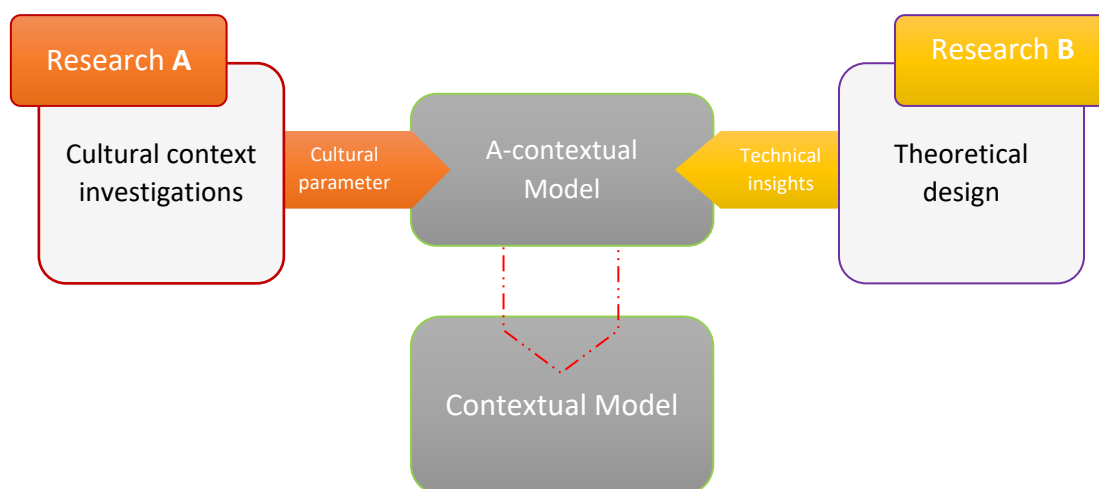 Research A
Cultural context
investigations
Cultural
parameter
A-contextual
Model
Technical
insights
Research B
Theoretical
design
Contextual Model